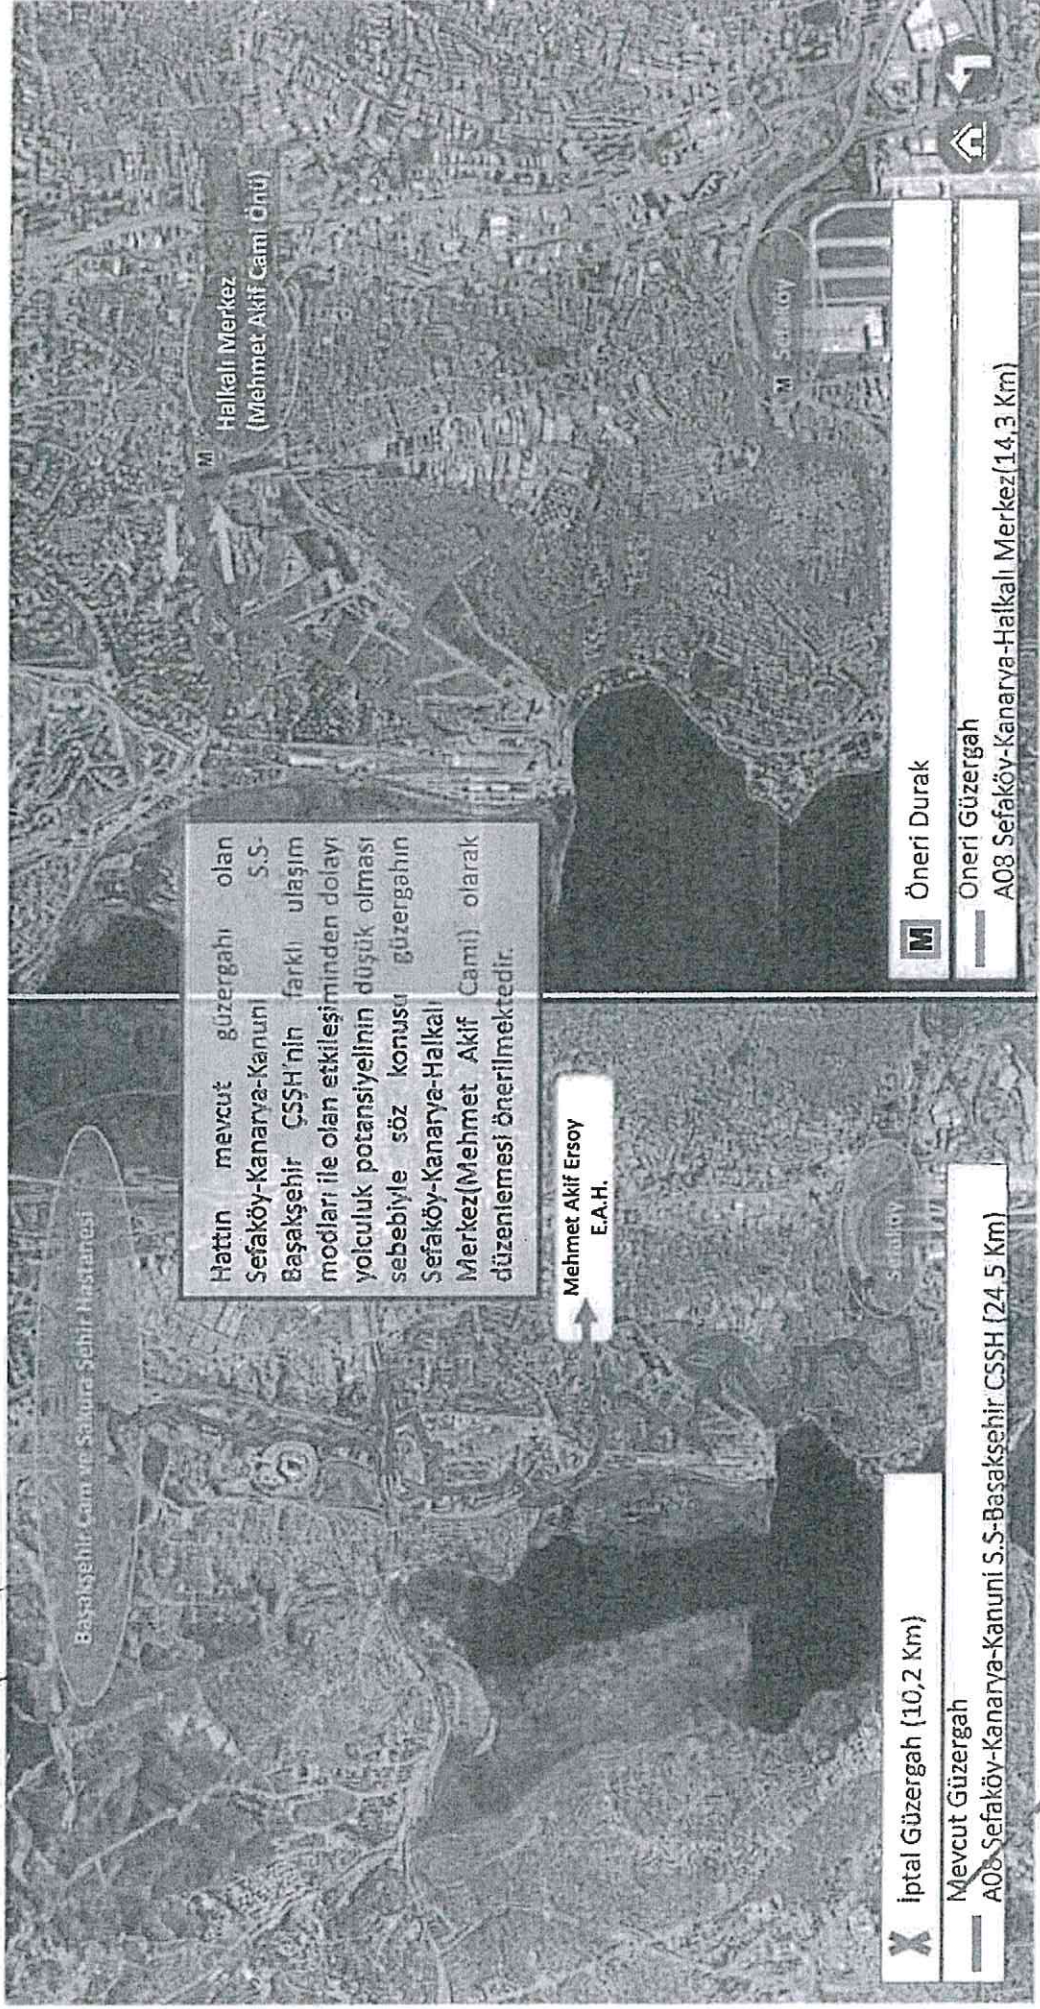 Başakşehir Çam ve Sakura Şehir Hastanesi
Hattın mevcut güzergahı olan
Sefaköy-Kanarya-Kanuni S.S-
Başakşehir ÇSŞH'nin farklı ulaşım
modları ile olan etkileşiminden dolayı
yolculuk potansiyelinin düşük olması
sebebiyle söz konusu güzergahın
Sefaköy-Kanarya-Halkalı
Merkez(Mehmet Akif Cami) olarak
düzenlemesi önerilmektedir.
Mehmet Akif Ersoy
E.A.H.
X İptal Güzergah (10,2 Km)
Mevcut Güzergah
A08 Sefaköy-Kanarya-Kanuni S.S-Başakşehir ÇSSH (24,5 Km)
M
Halkalı Merkez
(Mehmet Akif Cami Önü)
M
M Öneri Durak
Öneri Güzergah
A08 Sefaköy-Kanarya-Halkalı Merkez(14,3 Km)